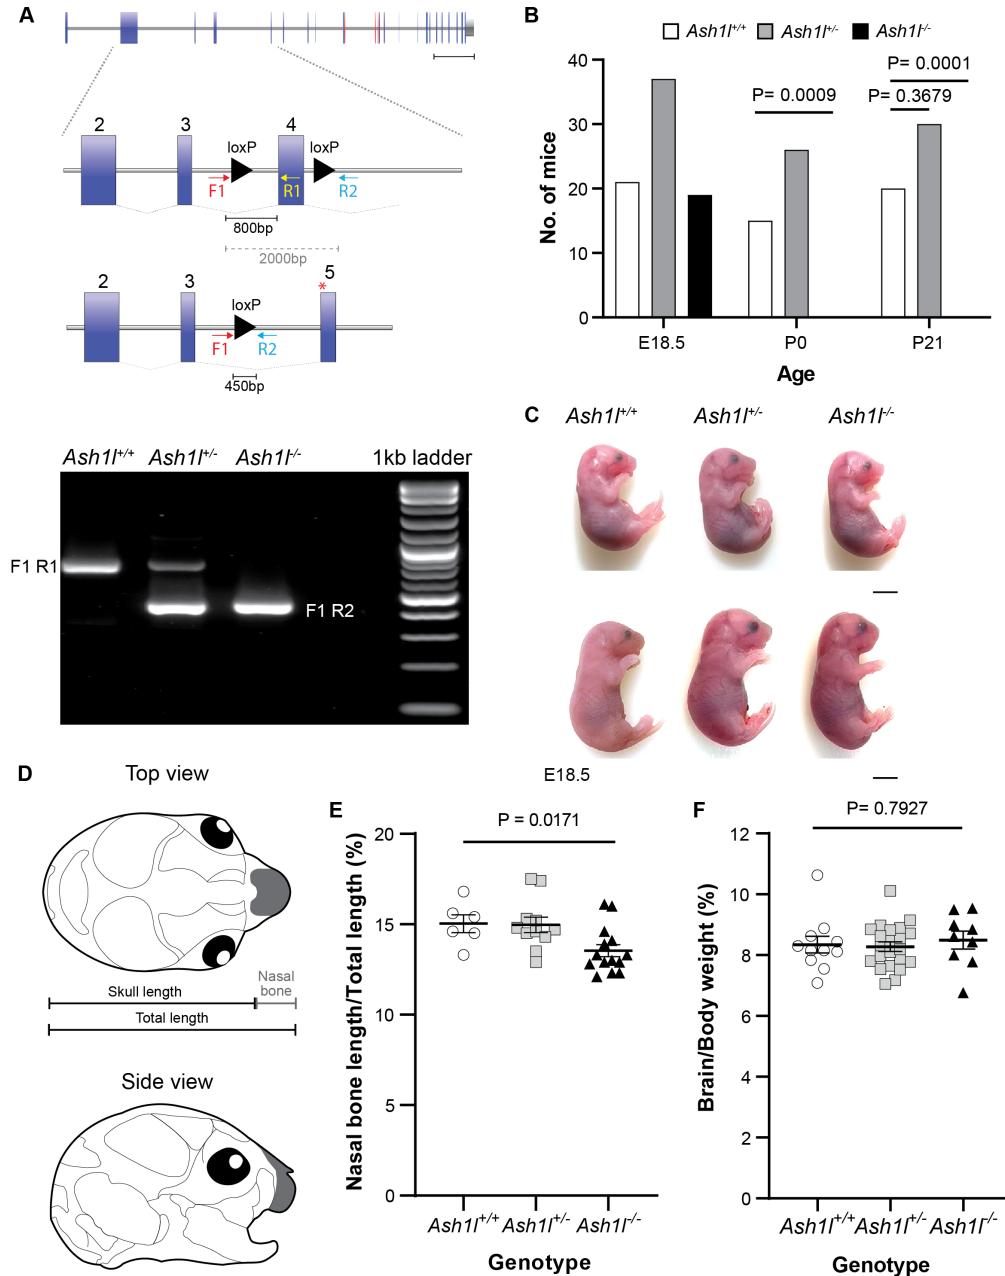 A
2 3 4
loxP loxP
F1 R1 R2
800bp
2000bp
2 3 5
*
loxP
F1 R2
450bp
Ash1l+/+ Ash1l+/- Ash1l-/- 1kb ladder
F1 R1
F1 R2
B
Ash1l+/+ Ash1l+/- Ash1l-/-
No. of mice
40
30
20
10
0
P= 0.0009
P= 0.0001
P= 0.3679
E18.5 P0 P21
Age
C
Ash1l+/+ Ash1l+/- Ash1l-/-
E18.5
D
Top view
Nasal
bone
Skull length
Total length
Side view
E
P = 0.0171
Nasal bone length/Total length (%)
20
15
10
5
0
Ash1l+/+ Ash1l+/- Ash1l-/-
Genotype
F
P= 0.7927
Brain/Body weight (%)
12
10
8
6
4
2
0
Ash1l+/+ Ash1l+/- Ash1l-/-
Genotype